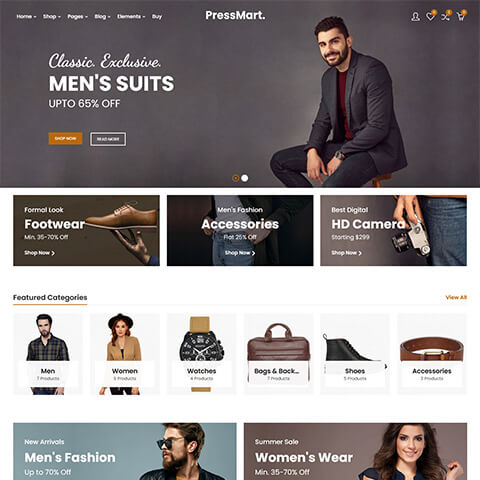 Home Shop Pages Blog Elements Buy
PressMart.
Classic. Exclusive.
MEN'S SUITS
UPTO 65% OFF
SHOP NOW
READ MORE
Formal Look
Footwear
Min. 35-70% Off
Shop Now
Men's Fashion
Accessories
Flat 25% Off
Shop Now
Best Digital
HD Camera
Starting $299
Shop Now
Featured Categories
View All
Men
7 Products
Women
12 Products
Watches
4 Products
Bags & Back...
7 Products
Shoes
5 Products
Accessories
3 Products
New Arrivals
Men's Fashion
Up to 70% Off
Summer Sale
Women's Wear
Min. 35-70% Off